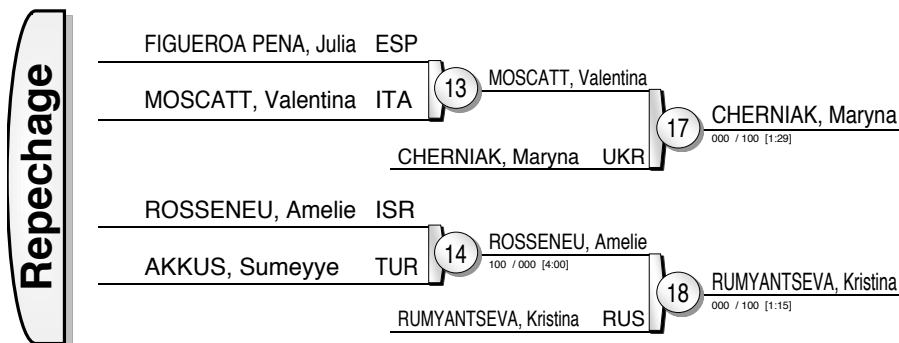 Repechage
FIGUEROA PENA, Julia ESP
MOSCATT, Valentina ITA
13
MOSCATT, Valentina
CHERNIAK, Maryna UKR
17
CHERNIAK, Maryna
000 / 100 [1:29]
ROSSENEU, Amelie ISR
AKKUS, Sumeyye TUR
14
ROSSENEU, Amelie
100 / 000 [4:00]
RUMYANTSEVA, Kristina RUS
18
RUMYANTSEVA, Kristina
000 / 100 [1:15]